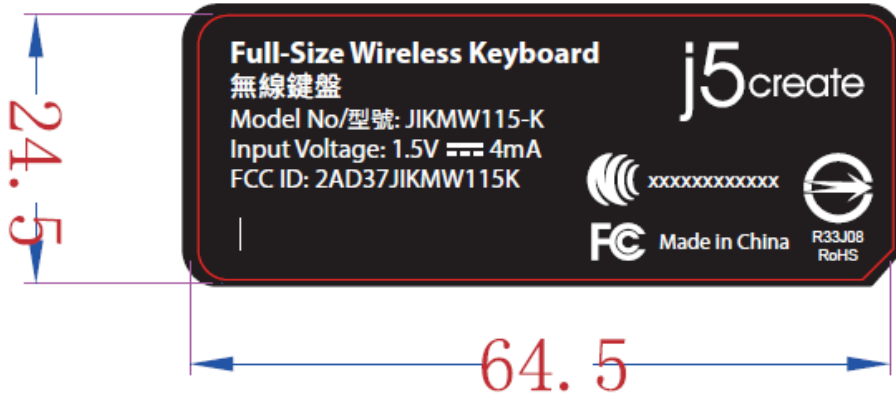 Full-Size Wireless Keyboard
無線鍵盤
Model No/型號: JIKMW115-K
Input Voltage: 1.5V ⎓ 4mA
FCC ID: 2AD37JIKMW115K
j5create
xxxxxxxxxxxx
FC Made in China
R33J08
RoHS
24.5
64.5